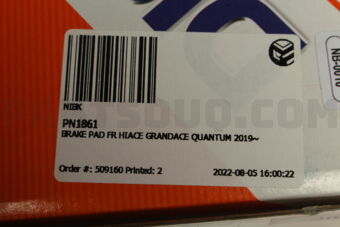 NIBK
PN1861
BRAKE PAD FR HIACE GRANDACE QUANTUM 2019~
Order #: 509160 Printed: 2
2022-08-05 16:00:22